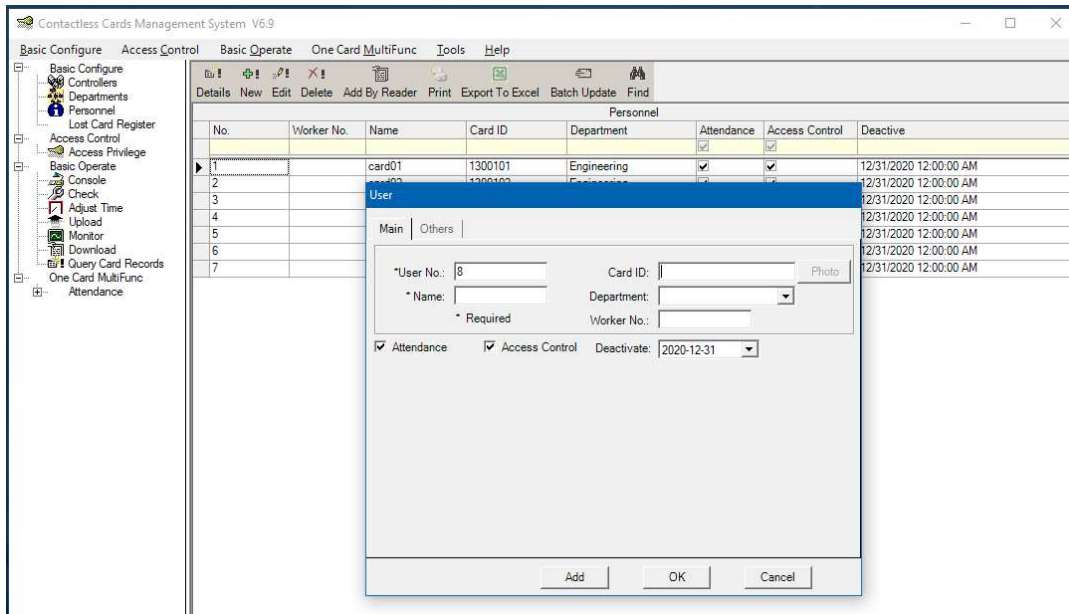 Contactless Cards Management System V6.9
Basic Configure Access Control Basic Operate One Card MultiFunc Tools Help
Basic Configure
Controllers
Departments
Personnel
Lost Card Register
Access Control
Access Privilege
Basic Operate
Console
Check
Adjust Time
Upload
Monitor
Download
Query Card Records
One Card MultiFunc
Attendance
Details New Edit Delete Add By Reader Print Export To Excel Batch Update Find
Personnel
No. Worker No. Name Card ID Department Attendance Access Control Deactive
1 card01 1300101 Engineering 12/31/2020 12:00:00 AM
2 12/31/2020 12:00:00 AM
3 12/31/2020 12:00:00 AM
4 12/31/2020 12:00:00 AM
5 12/31/2020 12:00:00 AM
6 12/31/2020 12:00:00 AM
7 12/31/2020 12:00:00 AM
User
Main Others
*User No.: 8 Card ID: Photo
* Name: Department:
* Required Worker No.:
Attendance Access Control Deactivate: 2020-12-31
Add OK Cancel